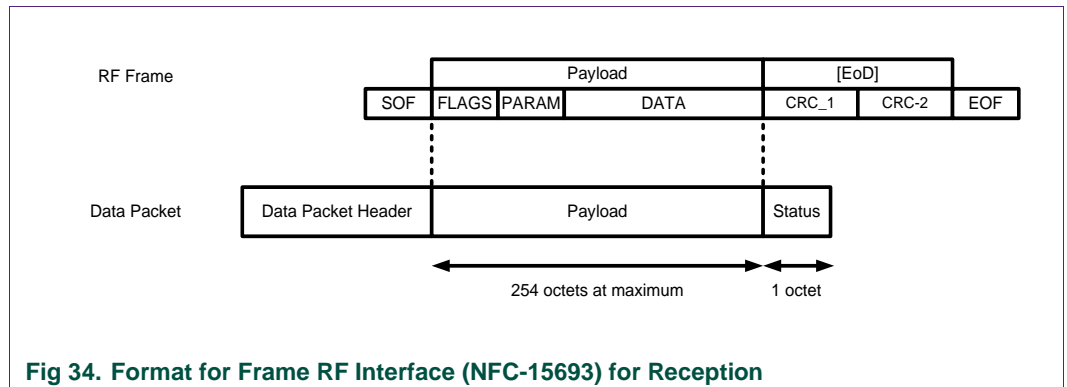 RF Frame
Payload
[EoD]
SOF FLAGS PARAM DATA CRC_1 CRC-2 EOF
Data Packet
Data Packet Header Payload Status
254 octets at maximum 1 octet
Fig 34. Format for Frame RF Interface (NFC-15693) for Reception